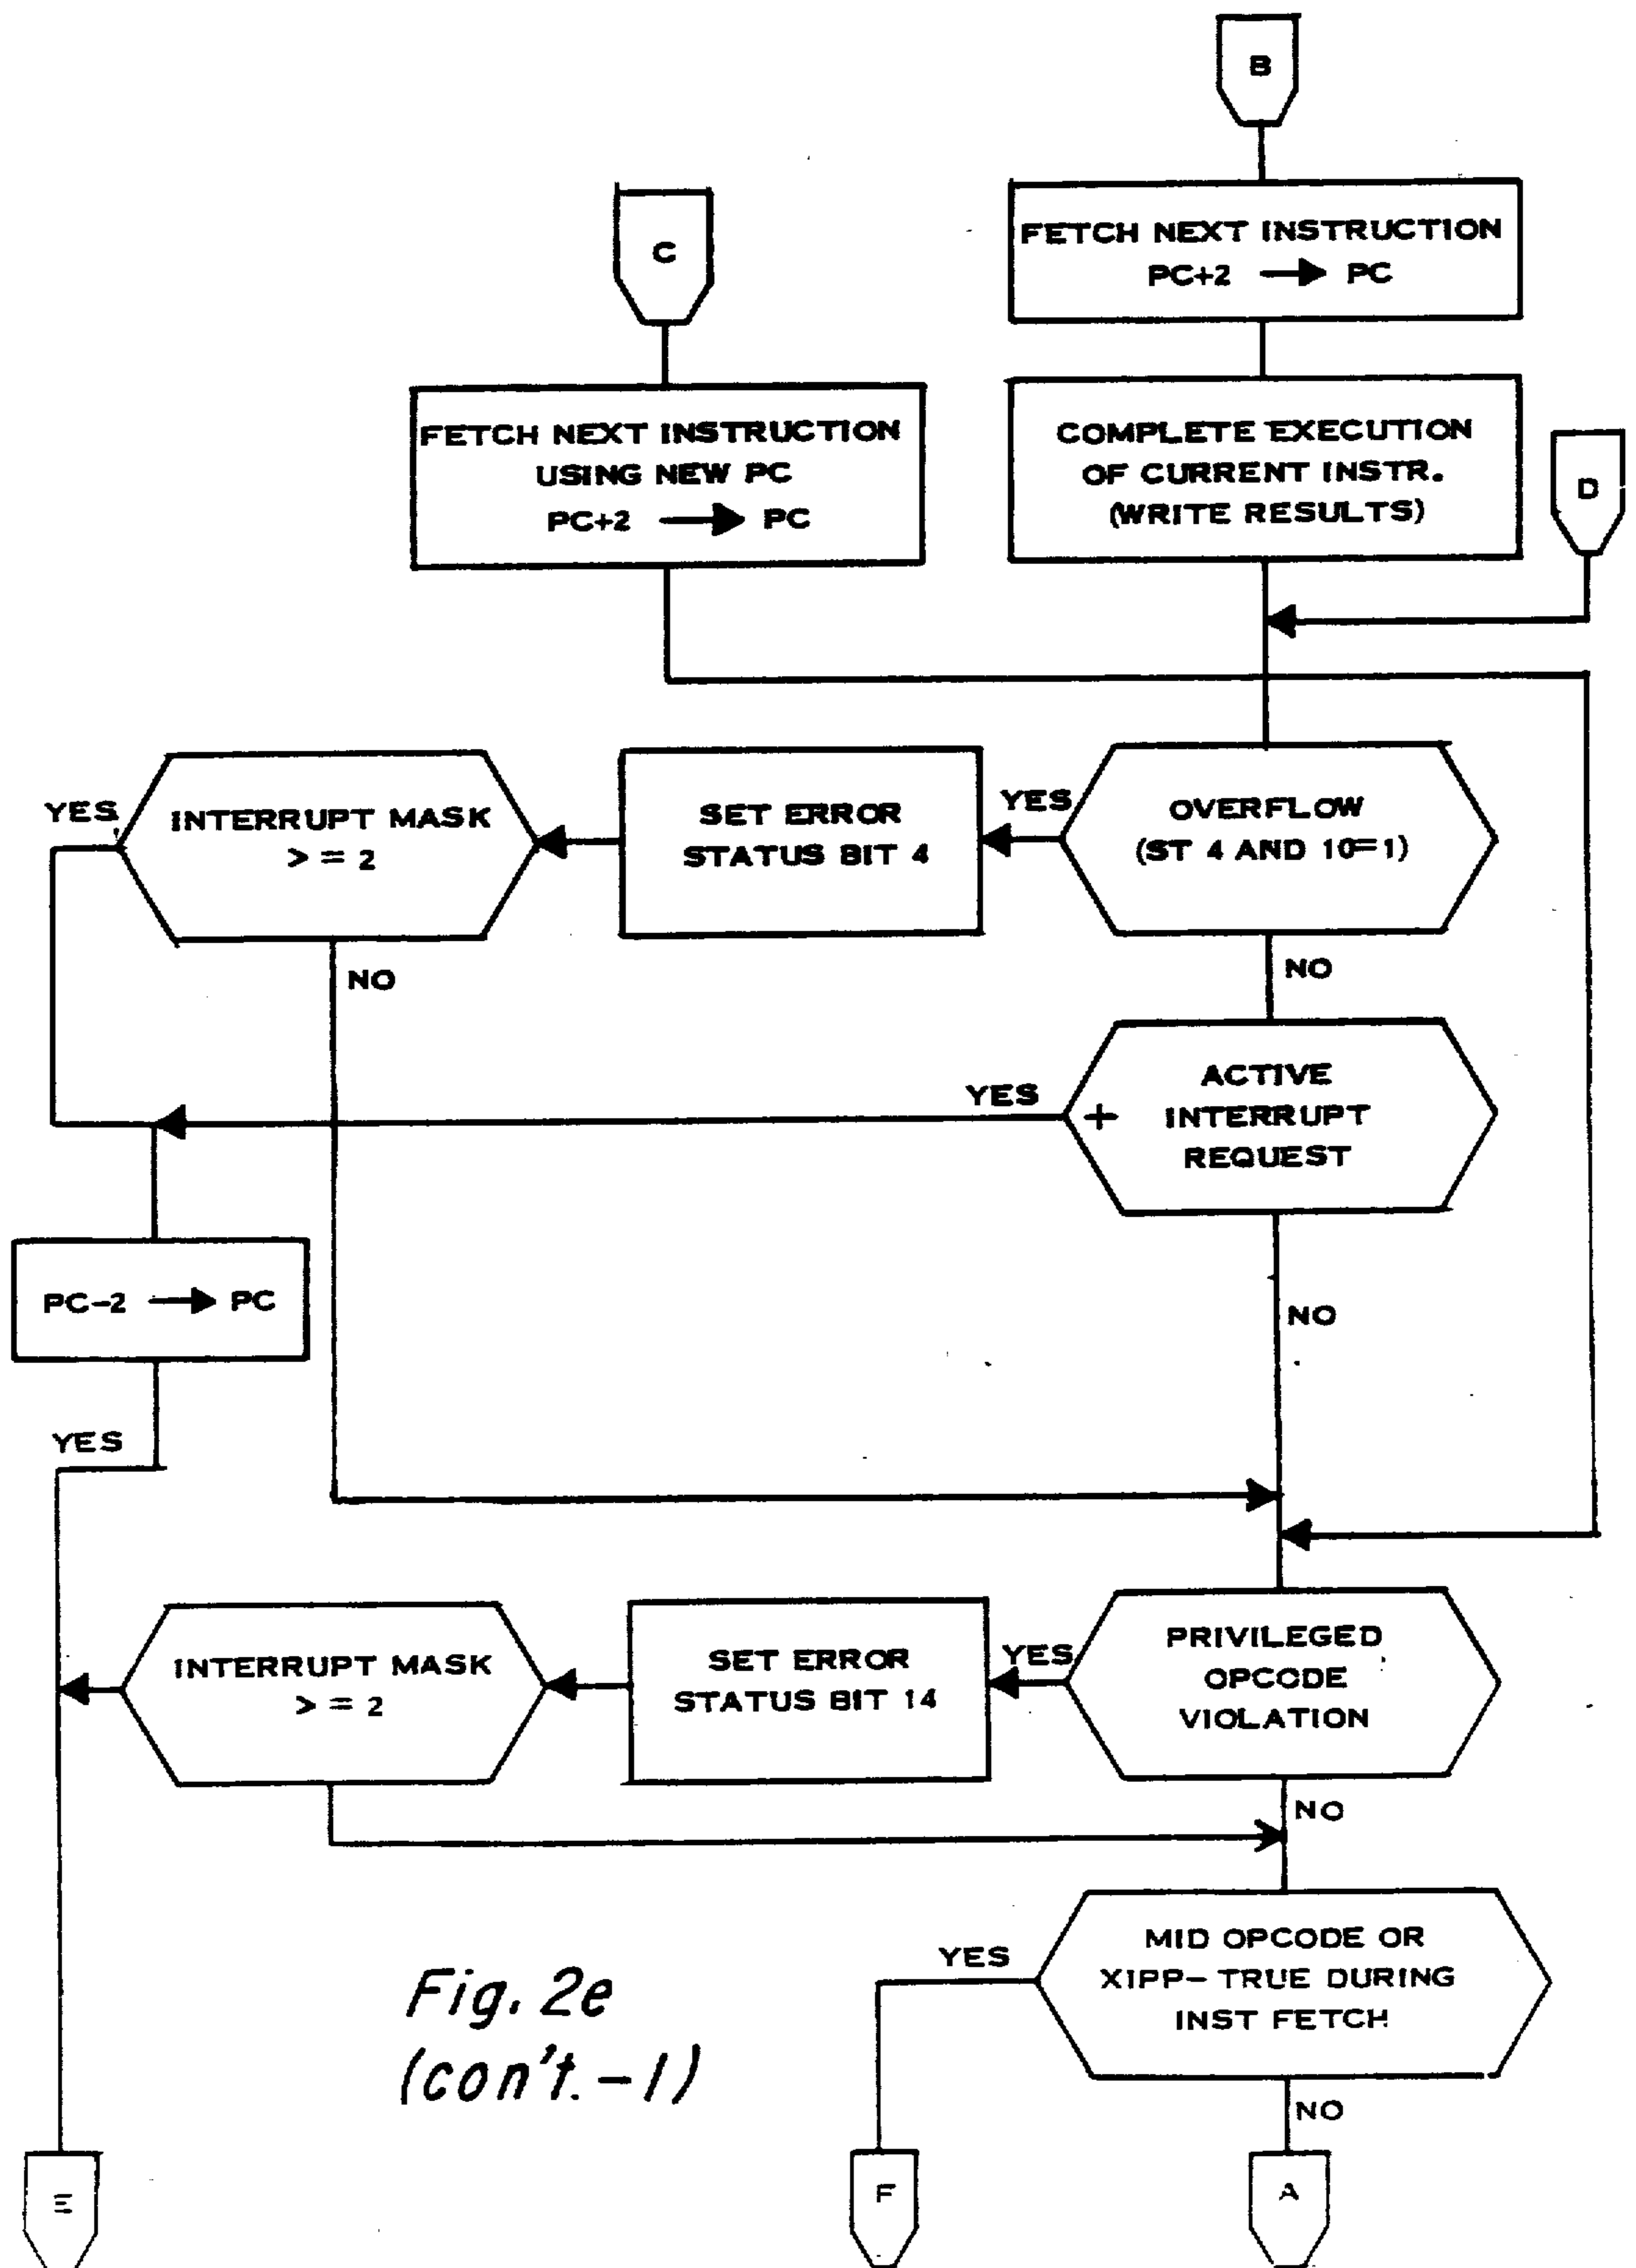 B
FETCH NEXT INSTRUCTION
PC+2 → PC
C
FETCH NEXT INSTRUCTION
USING NEW PC
PC+2 → PC
COMPLETE EXECUTION
OF CURRENT INSTR.
(WRITE RESULTS)
D
YES
INTERRUPT MASK
> = 2
SET ERROR
STATUS BIT 4
YES
OVERFLOW
(ST 4 AND 10=1)
NO
NO
YES
+
ACTIVE
INTERRUPT
REQUEST
PC-2 → PC
NO
YES
INTERRUPT MASK
> = 2
SET ERROR
STATUS BIT 14
YES
PRIVILEGED
OPCODE
VIOLATION
NO
YES
MID OPCODE OR
XIPP- TRUE DURING
INST FETCH
Fig. 2e
(con't. -1)
NO
E
F
A